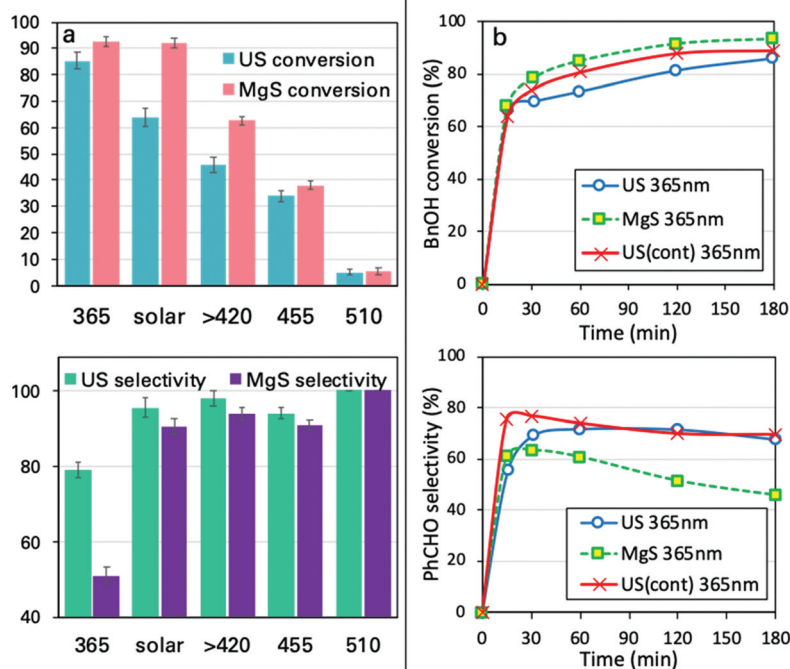 a
US conversion
MgS conversion
100
90
80
70
60
50
40
30
20
10
0
365 solar >420 455 510
US selectivity MgS selectivity
100
80
60
40
365 solar >420 455 510
b
BnOH conversion (%)
100
80
60
40
20
0
US 365nm
MgS 365nm
US(cont) 365nm
0 30 60 90 120 150 180
Time (min)
PhCHO selectivity (%)
100
80
60
40
20
0
US 365nm
MgS 365nm
US(cont) 365nm
0 30 60 90 120 150 180
Time (min)